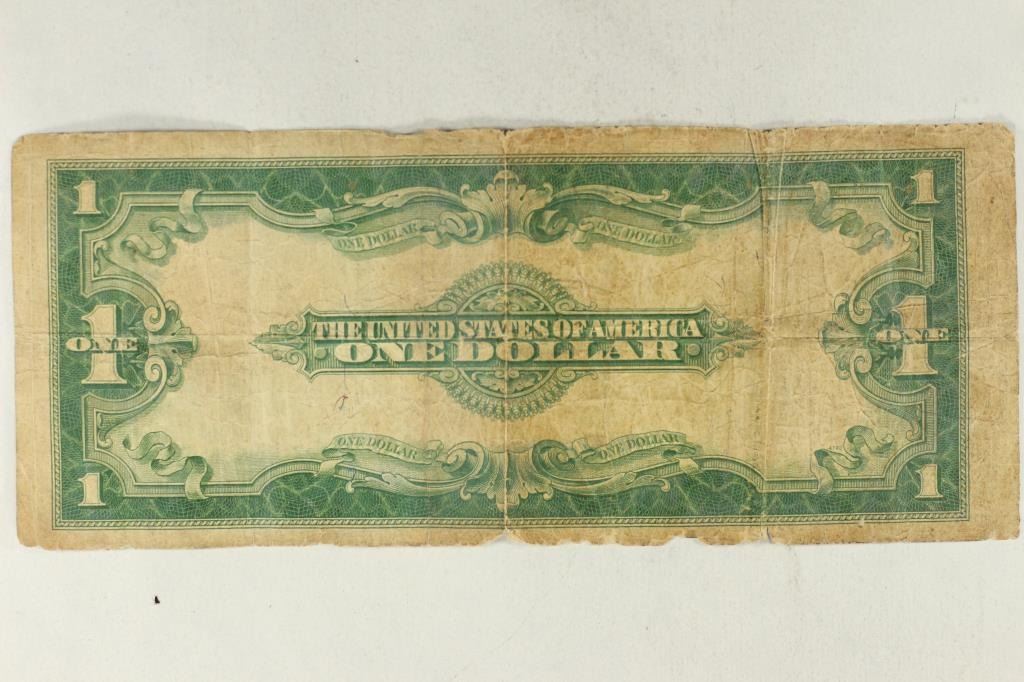 1 1
ONE DOLLAR ONE DOLLAR
THE UNITED STATES OF AMERICA
1 ONE 1 ONE
ONE DOLLAR
ONE DOLLAR ONE DOLLAR
1 1